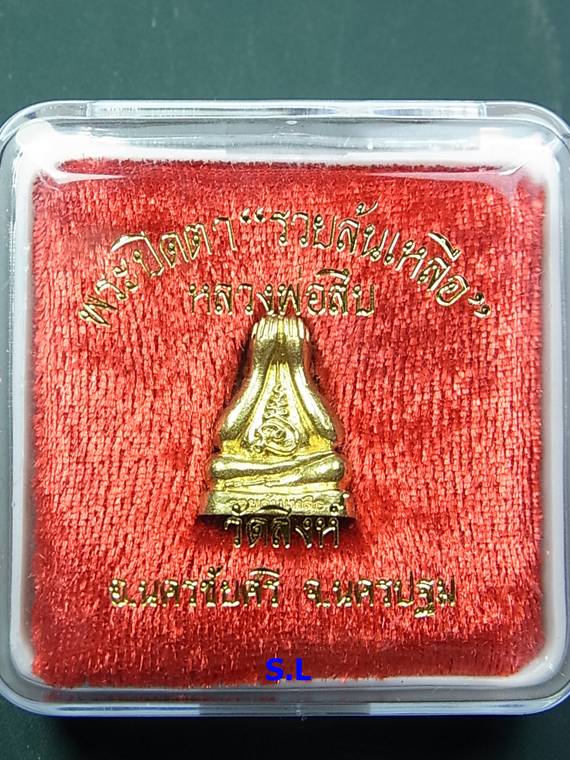 พระปิดตา "รวยล้นเหลือ"
หลวงพ่อสืบ
วัดสิงห์
อ.นครชัยศรี จ.นครปฐม
S.L